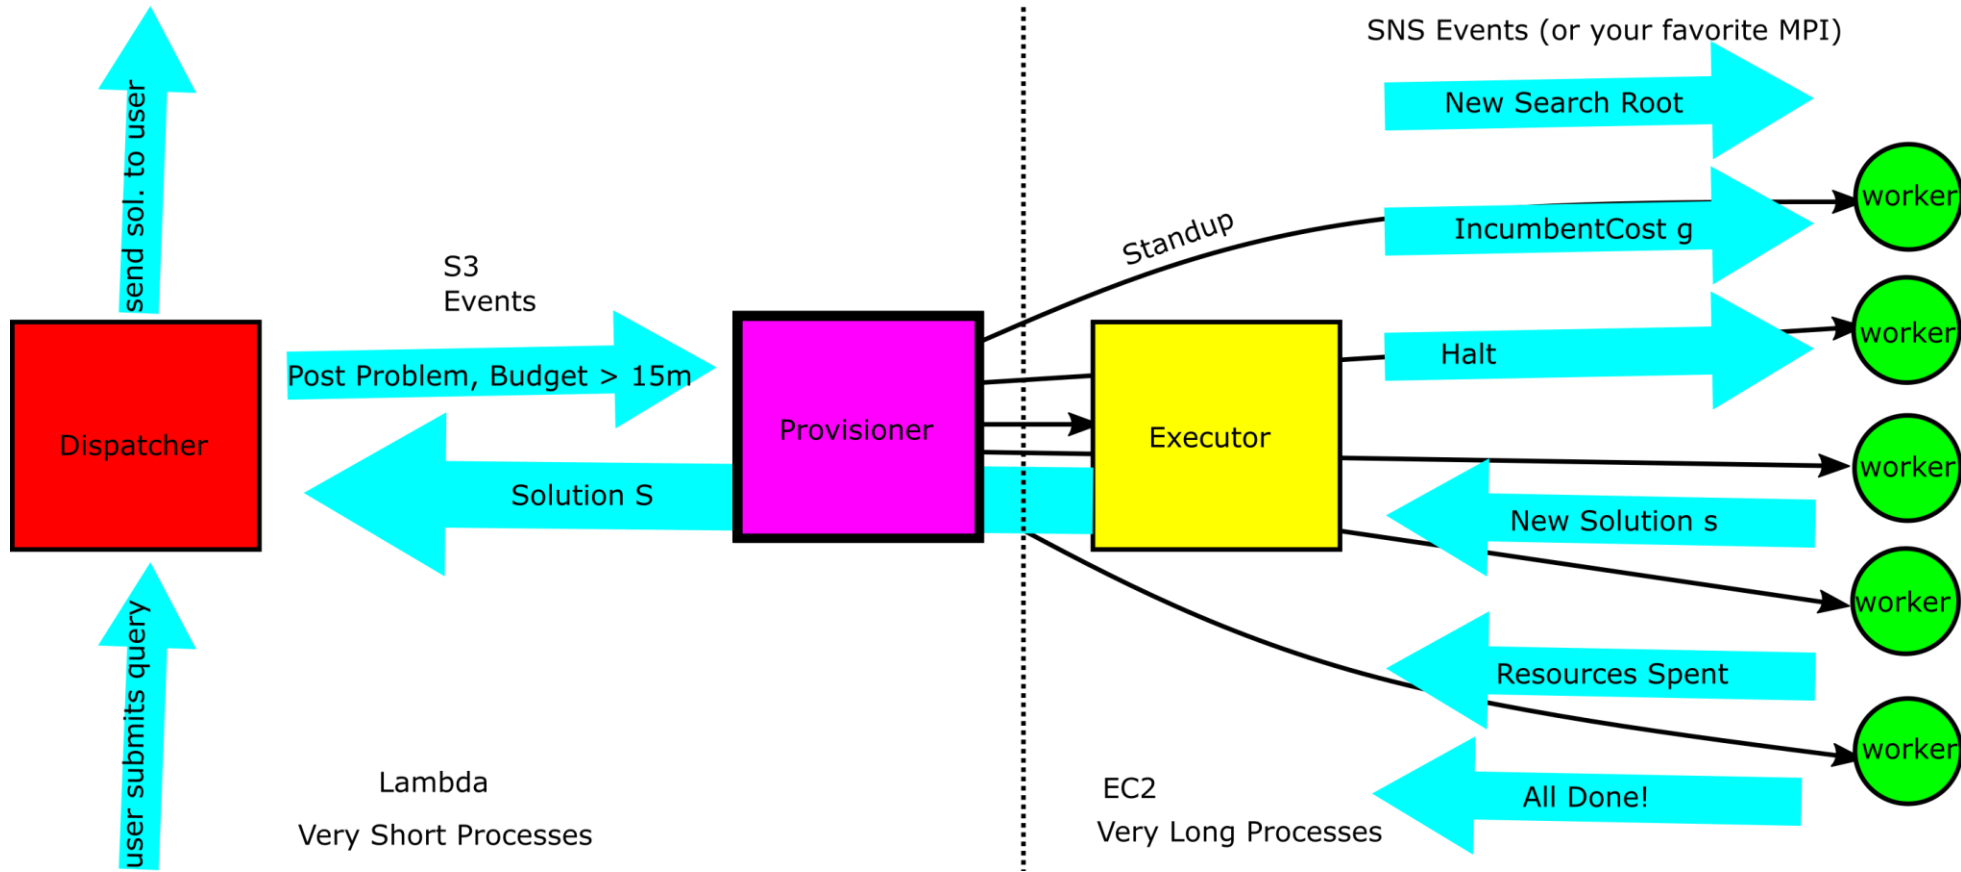 SNS Events (or your favorite MPI)
New Search Root
send sol. to user
worker
Standup
IncumbentCost g
S3
Events
worker
Halt
Post Problem, Budget > 15m
Dispatcher
Provisioner
Executor
worker
Solution S
New Solution s
worker
Resources Spent
user submits query
worker
Lambda
EC2
All Done!
Very Short Processes
Very Long Processes